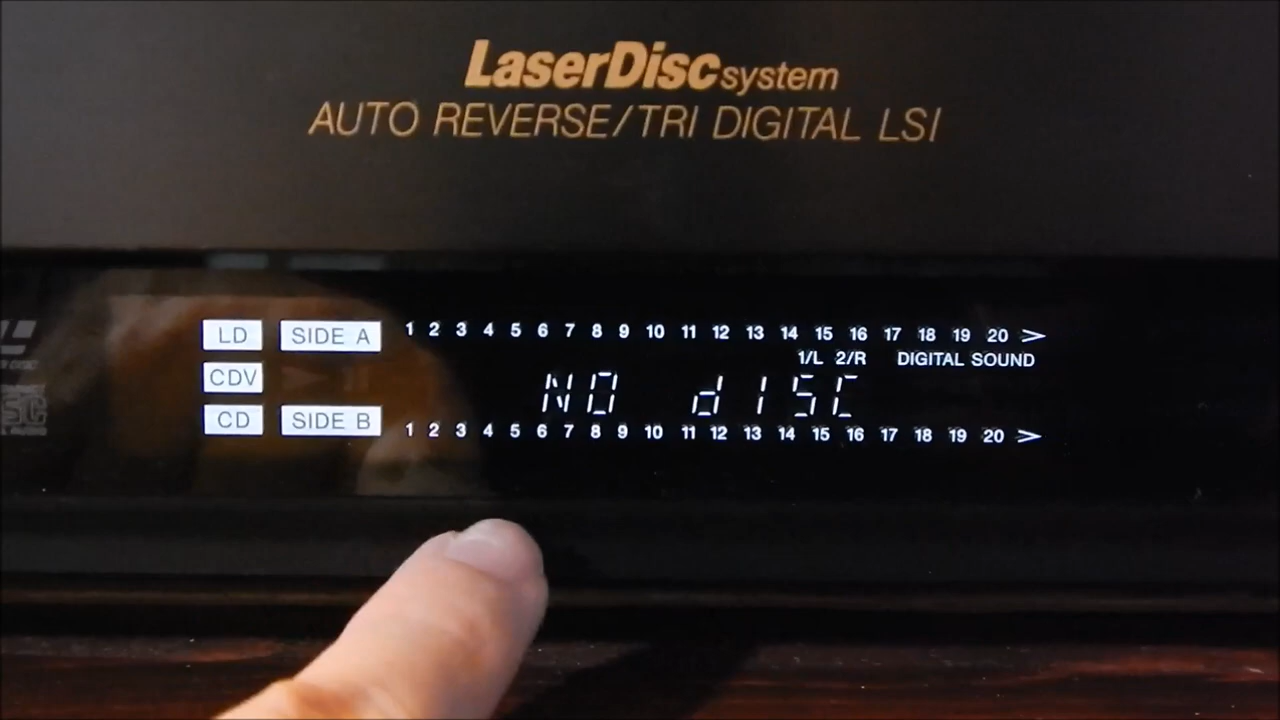 LaserDisc system
AUTO REVERSE/TRI DIGITAL LSI
LD SIDE A 1 2 3 4 5 6 7 8 9 10 11 12 13 14 15 16 17 18 19 20 >
1/L 2/R DIGITAL SOUND
CDV NO dISC
CD SIDE B 1 2 3 4 5 6 7 8 9 10 11 12 13 14 15 16 17 18 19 20 >